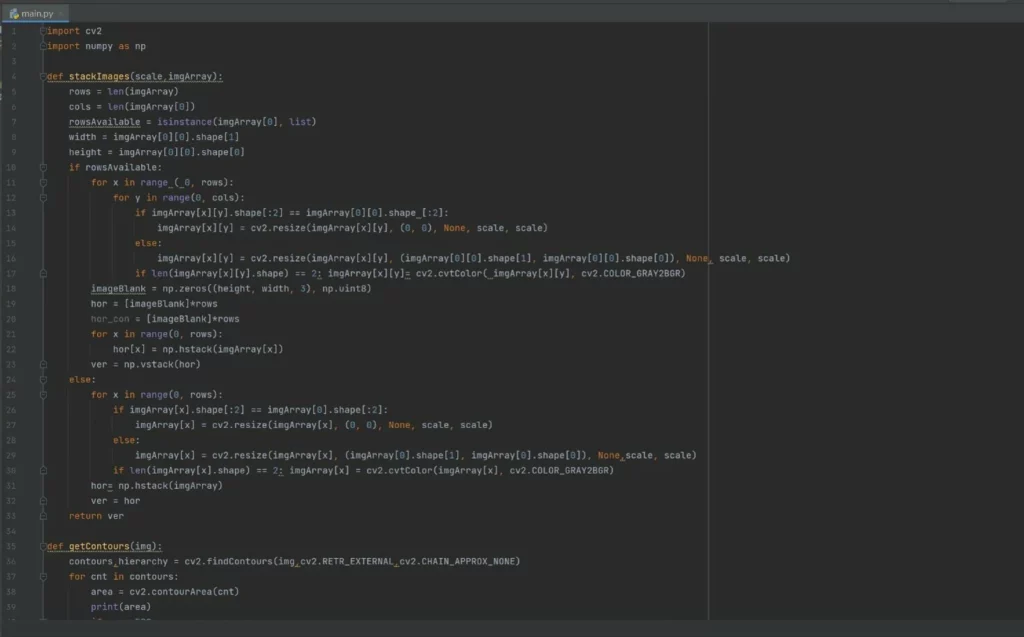 main.py
1 import cv2
2 import numpy as np
3
4 def stackImages(scale,imgArray):
5     rows = len(imgArray)
6     cols = len(imgArray[0])
7     rowsAvailable = isinstance(imgArray[0], list)
8     width = imgArray[0][0].shape[1]
9     height = imgArray[0][0].shape[0]
10     if rowsAvailable:
11         for x in range ( 0, rows):
12             for y in range(0, cols):
13                 if imgArray[x][y].shape[:2] == imgArray[0][0].shape [:2]:
14                     imgArray[x][y] = cv2.resize(imgArray[x][y], (0, 0), None, scale, scale)
15                 else:
16                     imgArray[x][y] = cv2.resize(imgArray[x][y], (imgArray[0][0].shape[1], imgArray[0][0].shape[0]), None, scale, scale)
17                 if len(imgArray[x][y].shape) == 2: imgArray[x][y]= cv2.cvtColor( imgArray[x][y], cv2.COLOR_GRAY2BGR)
18         imageBlank = np.zeros((height, width, 3), np.uint8)
19         hor = [imageBlank]*rows
20         hor_con = [imageBlank]*rows
21         for x in range(0, rows):
22             hor[x] = np.hstack(imgArray[x])
23         ver = np.vstack(hor)
24     else:
25         for x in range(0, rows):
26             if imgArray[x].shape[:2] == imgArray[0].shape[:2]:
27                 imgArray[x] = cv2.resize(imgArray[x], (0, 0), None, scale, scale)
28             else:
29                 imgArray[x] = cv2.resize(imgArray[x], (imgArray[0].shape[1], imgArray[0].shape[0]), None,scale, scale)
30             if len(imgArray[x].shape) == 2: imgArray[x] = cv2.cvtColor(imgArray[x], cv2.COLOR_GRAY2BGR)
31         hor= np.hstack(imgArray)
32         ver = hor
33     return ver
34
35 def getContours(img):
36     contours,hierarchy = cv2.findContours(img,cv2.RETR_EXTERNAL,cv2.CHAIN_APPROX_NONE)
37     for cnt in contours:
38         area = cv2.contourArea(cnt)
39         print(area)